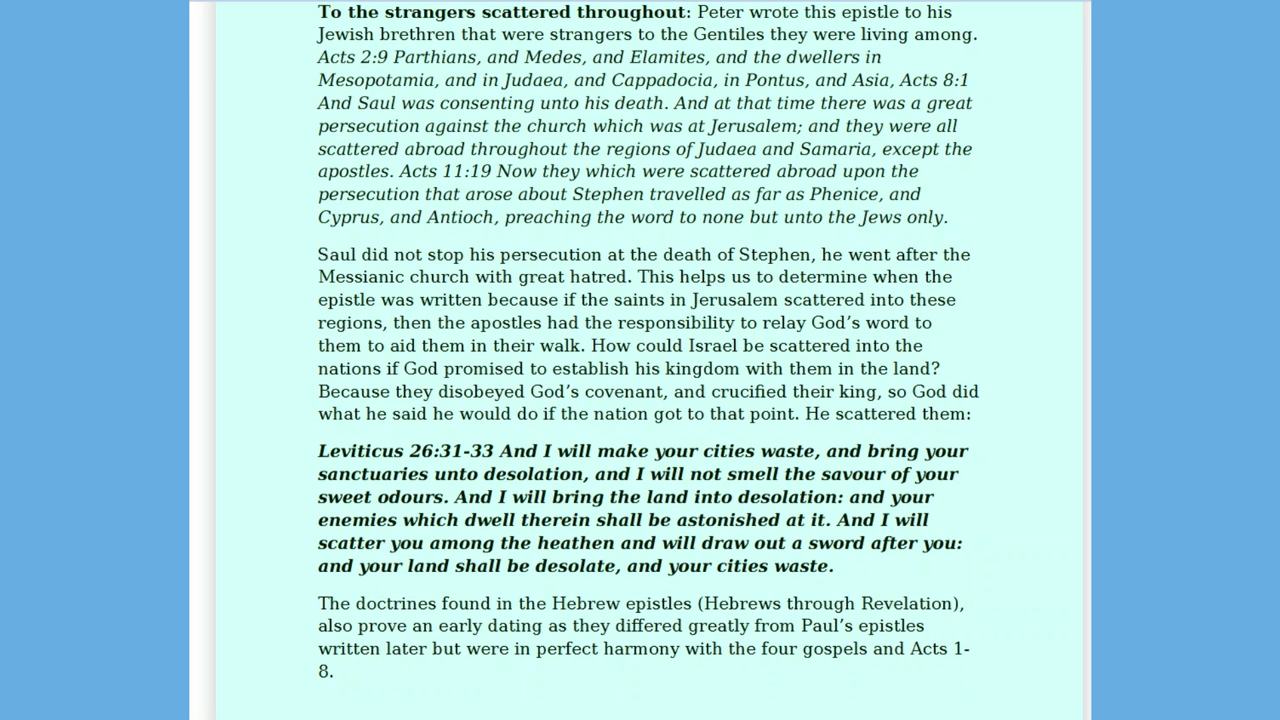 To the strangers scattered throughout: Peter wrote this epistle to his
Jewish brethren that were strangers to the Gentiles they were living among.
Acts 2:9 Parthians, and Medes, and Elamites, and the dwellers in
Mesopotamia, and in Judaea, and Cappadocia, in Pontus, and Asia, Acts 8:1
And Saul was consenting unto his death. And at that time there was a great
persecution against the church which was at Jerusalem; and they were all
scattered abroad throughout the regions of Judaea and Samaria, except the
apostles. Acts 11:19 Now they which were scattered abroad upon the
persecution that arose about Stephen travelled as far as Phenice, and
Cyprus, and Antioch, preaching the word to none but unto the Jews only.
Saul did not stop his persecution at the death of Stephen, he went after the
Messianic church with great hatred. This helps us to determine when the
epistle was written because if the saints in Jerusalem scattered into these
regions, then the apostles had the responsibility to relay God’s word to
them to aid them in their walk. How could Israel be scattered into the
nations if God promised to establish his kingdom with them in the land?
Because they disobeyed God’s covenant, and crucified their king, so God did
what he said he would do if the nation got to that point. He scattered them:
Leviticus 26:31-33 And I will make your cities waste, and bring your
sanctuaries unto desolation, and I will not smell the savour of your
sweet odours. And I will bring the land into desolation: and your
enemies which dwell therein shall be astonished at it. And I will
scatter you among the heathen and will draw out a sword after you:
and your land shall be desolate, and your cities waste.
The doctrines found in the Hebrew epistles (Hebrews through Revelation),
also prove an early dating as they differed greatly from Paul’s epistles
written later but were in perfect harmony with the four gospels and Acts 1-
8.